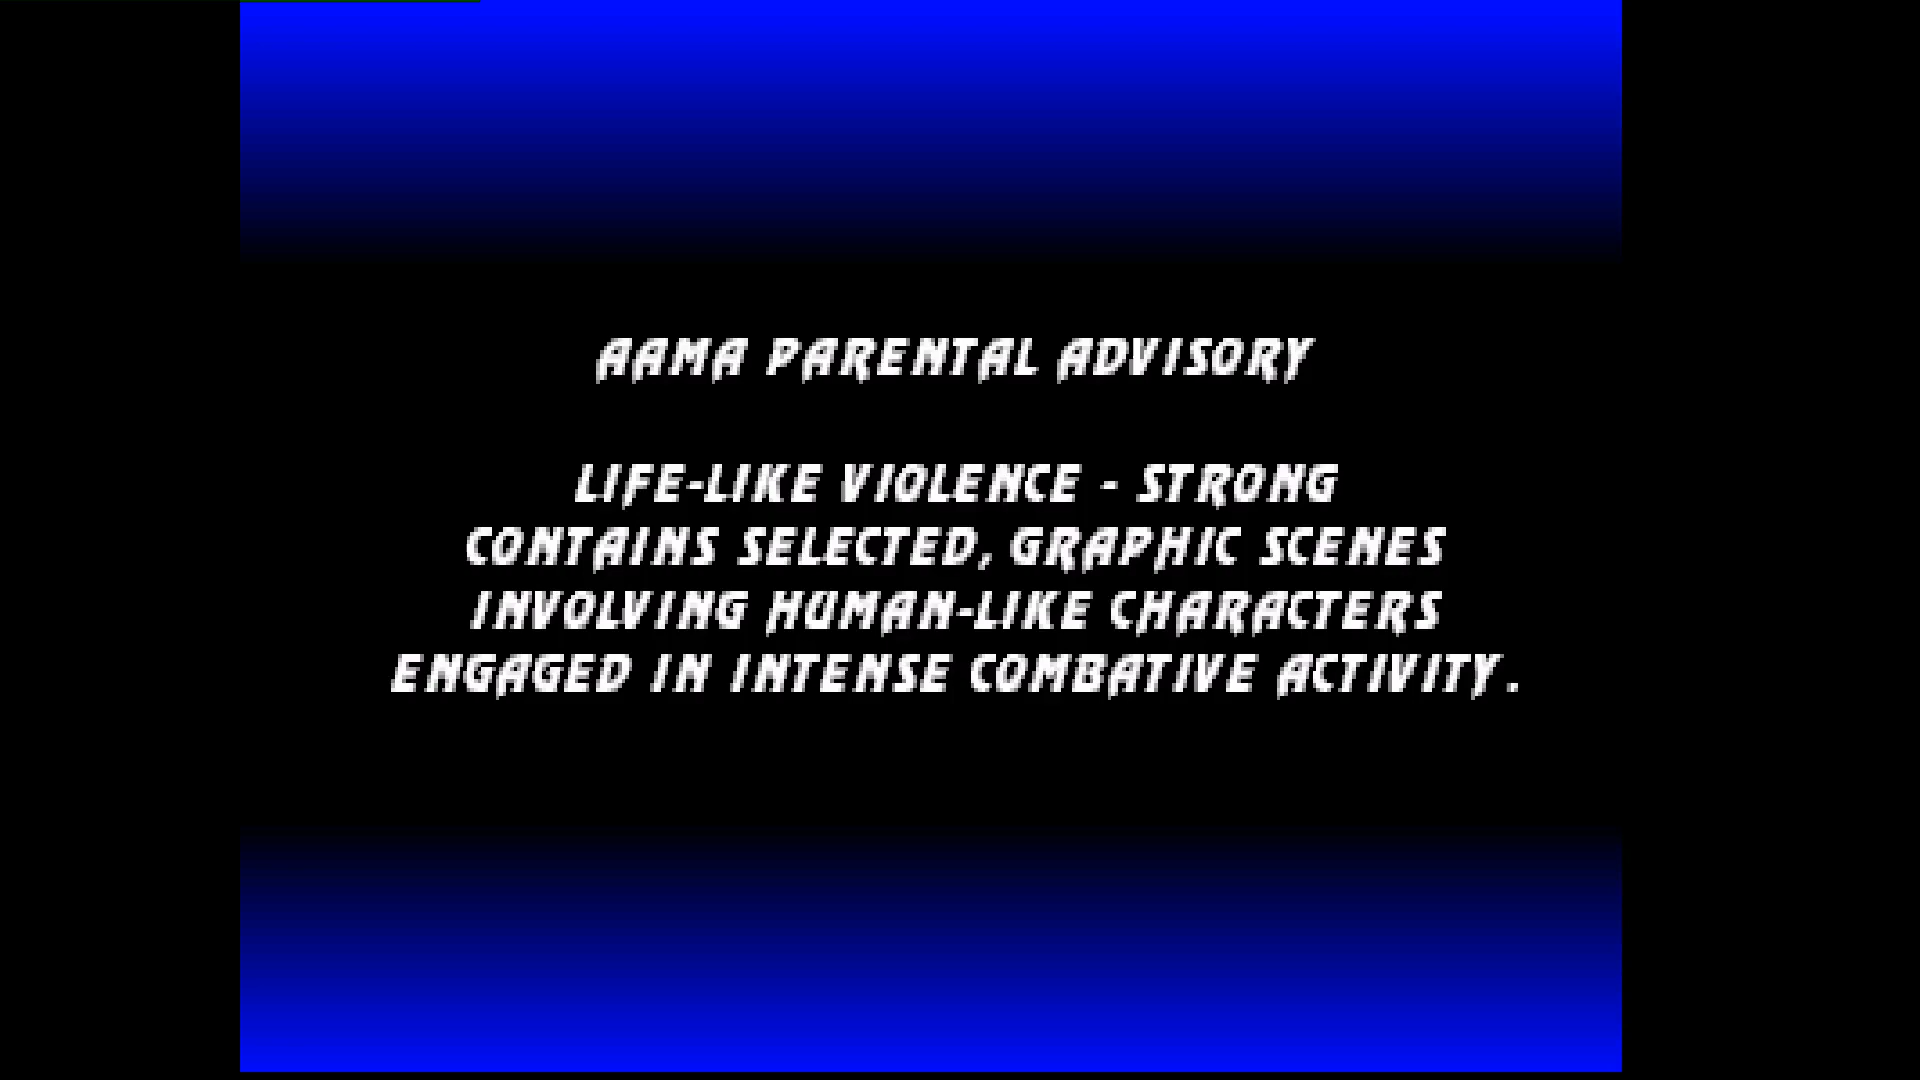 AAMA PARENTAL ADVISORY
LIFE-LIKE VIOLENCE - STRONG
CONTAINS SELECTED, GRAPHIC SCENES
INVOLVING HUMAN-LIKE CHARACTERS
ENGAGED IN INTENSE COMBATIVE ACTIVITY.